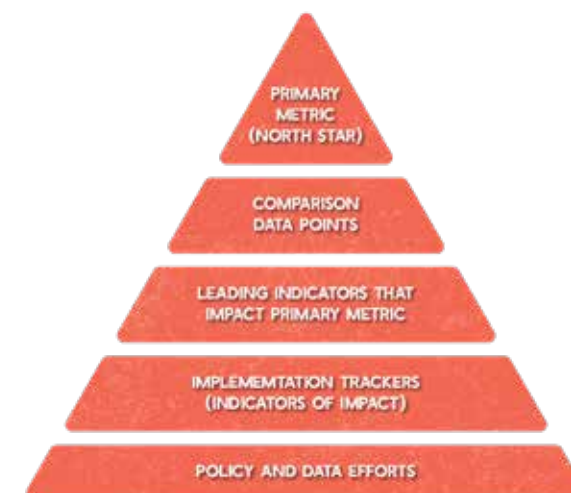 PRIMARY
METRIC
(NORTH STAR)
COMPARISON
DATA POINTS
LEADING INDICATORS THAT
IMPACT PRIMARY METRIC
IMPLEMEMTATION TRACKERS
(INDICATORS OF IMPACT)
POLICY AND DATA EFFORTS